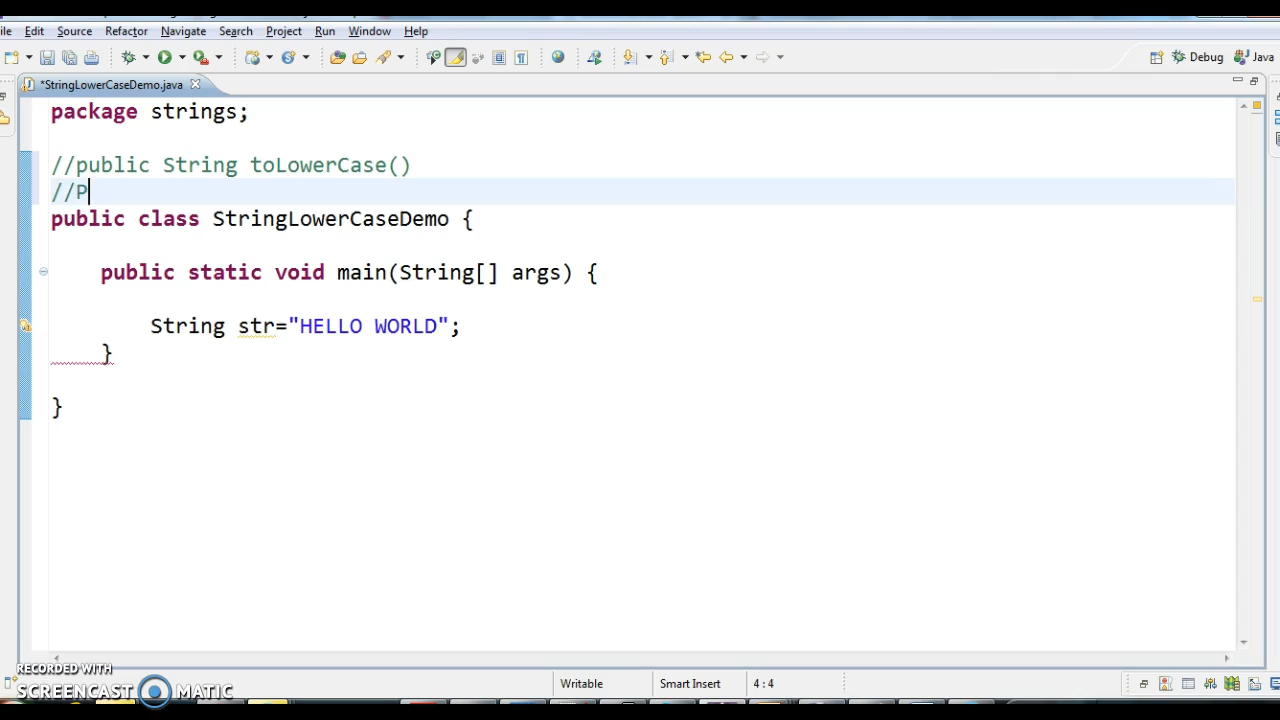 ile Edit Source Refactor Navigate Search Project Run Window Help
Debug Java
*StringLowerCaseDemo.java
package strings;
//public String toLowerCase()
//P
public class StringLowerCaseDemo {
public static void main(String[] args) {
String str="HELLO WORLD";
}
}
RECORDED WITH
SCREENCAST MATIC
Writable Smart Insert 4 : 4